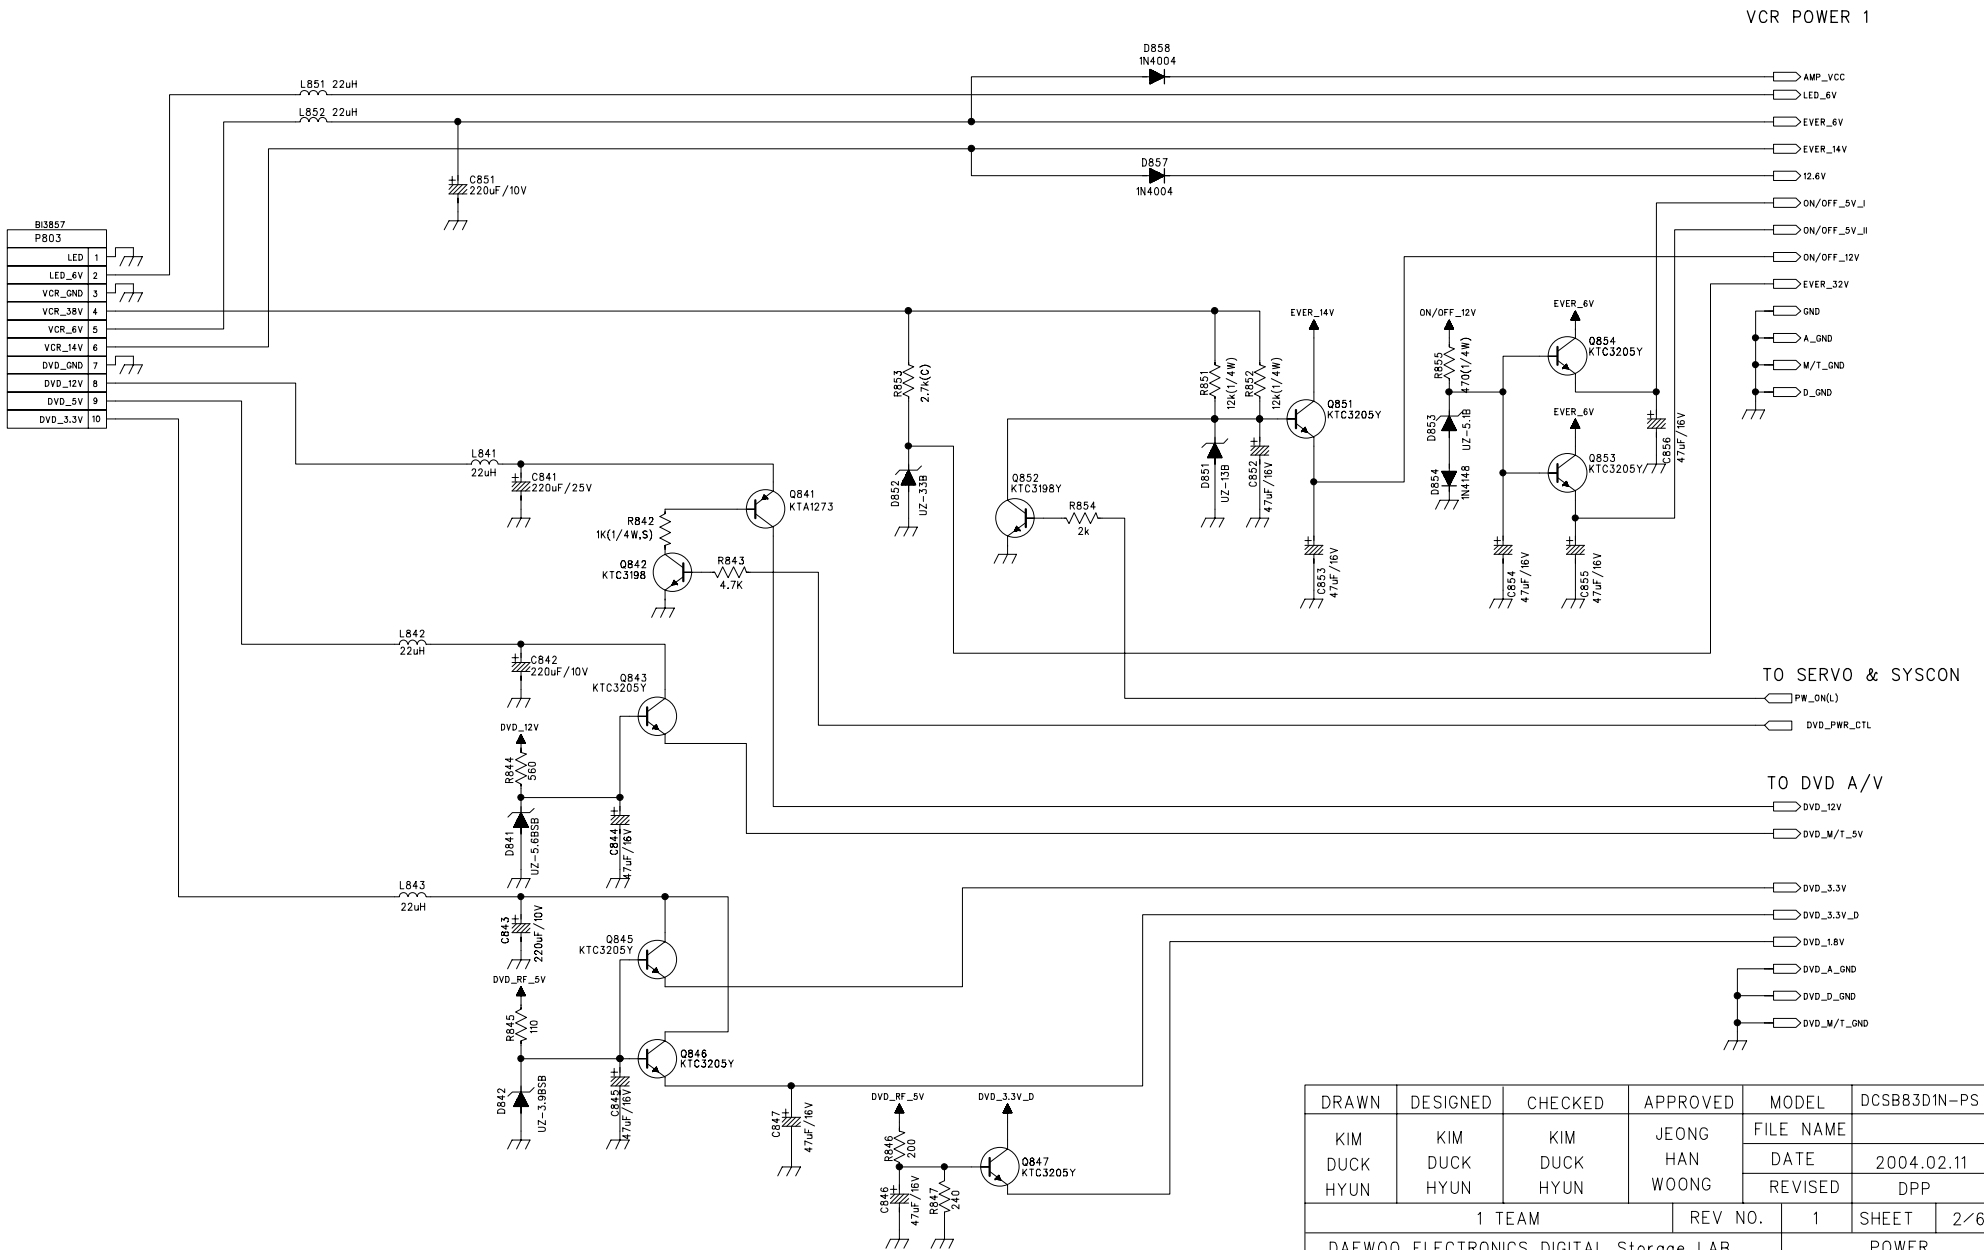 VCR POWER 1
D858
1N4004
AMP_VCC
L851 22uH
LED_6V
L852 22uH
EVER_6V
EVER_14V
D857
1N4004
12.6V
+ C851
220uF/10V
ON/OFF_5V_I
ON/OFF_5V_II
ON/OFF_12V
EVER_32V
GND
A_GND
M/T_GND
D_GND
BI3857
P803
LED 1
LED_6V 2
VCR_GND 3
VCR_38V 4
VCR_6V 5
VCR_14V 6
DVD_GND 7
DVD_12V 8
DVD_5V 9
DVD_3.3V 10
EVER_14V
ON/OFF_12V
EVER_6V
Q854
KTC3205Y
R853
2.7k(C)
R851
12k(1/4W)
R852
12k(1/4W)
R855
470(1/4W)
Q851
KTC3205Y
EVER_6V
D853
UZ-5.1B
+ C856
47uF/16V
L841
22uH
+ C841
220uF/25V
Q841
KTA1273
D852
UZ-33B
Q852
KTC3198Y
R854
2k
D851
UZ-13B
+ C852
47uF/16V
D854
1N4148
Q853
KTC3205Y
R842
1K(1/4W,S)
Q842
KTC3198
R843
4.7K
+ C853
47uF/16V
+ C854
47uF/16V
+ C855
47uF/16V
L842
22uH
+ C842
220uF/10V
Q843
KTC3205Y
TO SERVO & SYSCON
PW_ON(L)
DVD_PWR_CTL
DVD_12V
R844
560
TO DVD A/V
DVD_12V
DVD_M/T_5V
D841
UZ-5.6BSB
+ C844
47uF/16V
L843
22uH
DVD_3.3V
DVD_3.3V_D
DVD_1.8V
DVD_A_GND
DVD_D_GND
DVD_M/T_GND
+ C843
220uF/10V
Q845
KTC3205Y
DVD_RF_5V
R845
110
Q846
KTC3205Y
D842
UZ-3.9BSB
+ C845
47uF/16V
+ C847
47uF/16V
DVD_RF_5V
DVD_3.3V_D
R846
200
Q847
KTC3205Y
+ C846
47uF/16V
R847
240
DRAWN DESIGNED CHECKED APPROVED MODEL DCSB83D1N-PS
KIM KIM KIM JEONG FILE NAME
DUCK DUCK DUCK HAN DATE 2004.02.11
HYUN HYUN HYUN WOONG REVISED DPP
1 TEAM REV NO. 1 SHEET 2/6
DAEWOO ELECTRONICS DIGITAL Storage LAB POWER